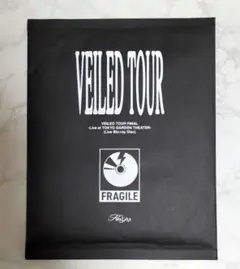 VEILED TOUR
VEILED TOUR FINAL
-Live at TOKYO GARDEN THEATER-
(Live Blu-ray Disc)
FRAGILE